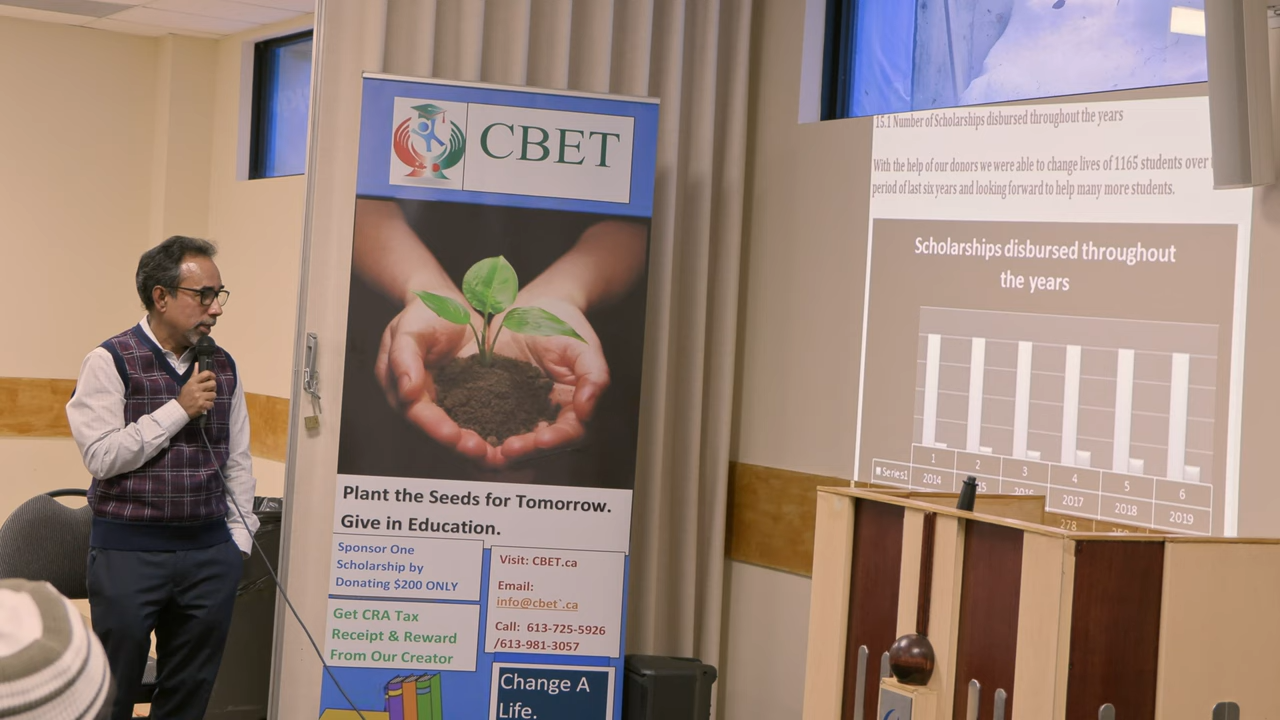 CBET
Plant the Seeds for Tomorrow.
Give in Education.
Sponsor One
Scholarship by
Donating $200 ONLY
Get CRA Tax
Receipt & Reward
From Our Creator
Visit: CBET.ca
Email:
info@cbet.ca
Call: 613-725-5926
/613-981-3057
Change A
Life.
15.1 Number of Scholarships disbursed throughout the years
With the help of our donors we were able to change lives of 1165 students over
period of last six years and looking forward to help many more students.
Scholarships disbursed throughout
the years
1 2 3 4 5 6
Series1 2014 2017 2018 2019
278